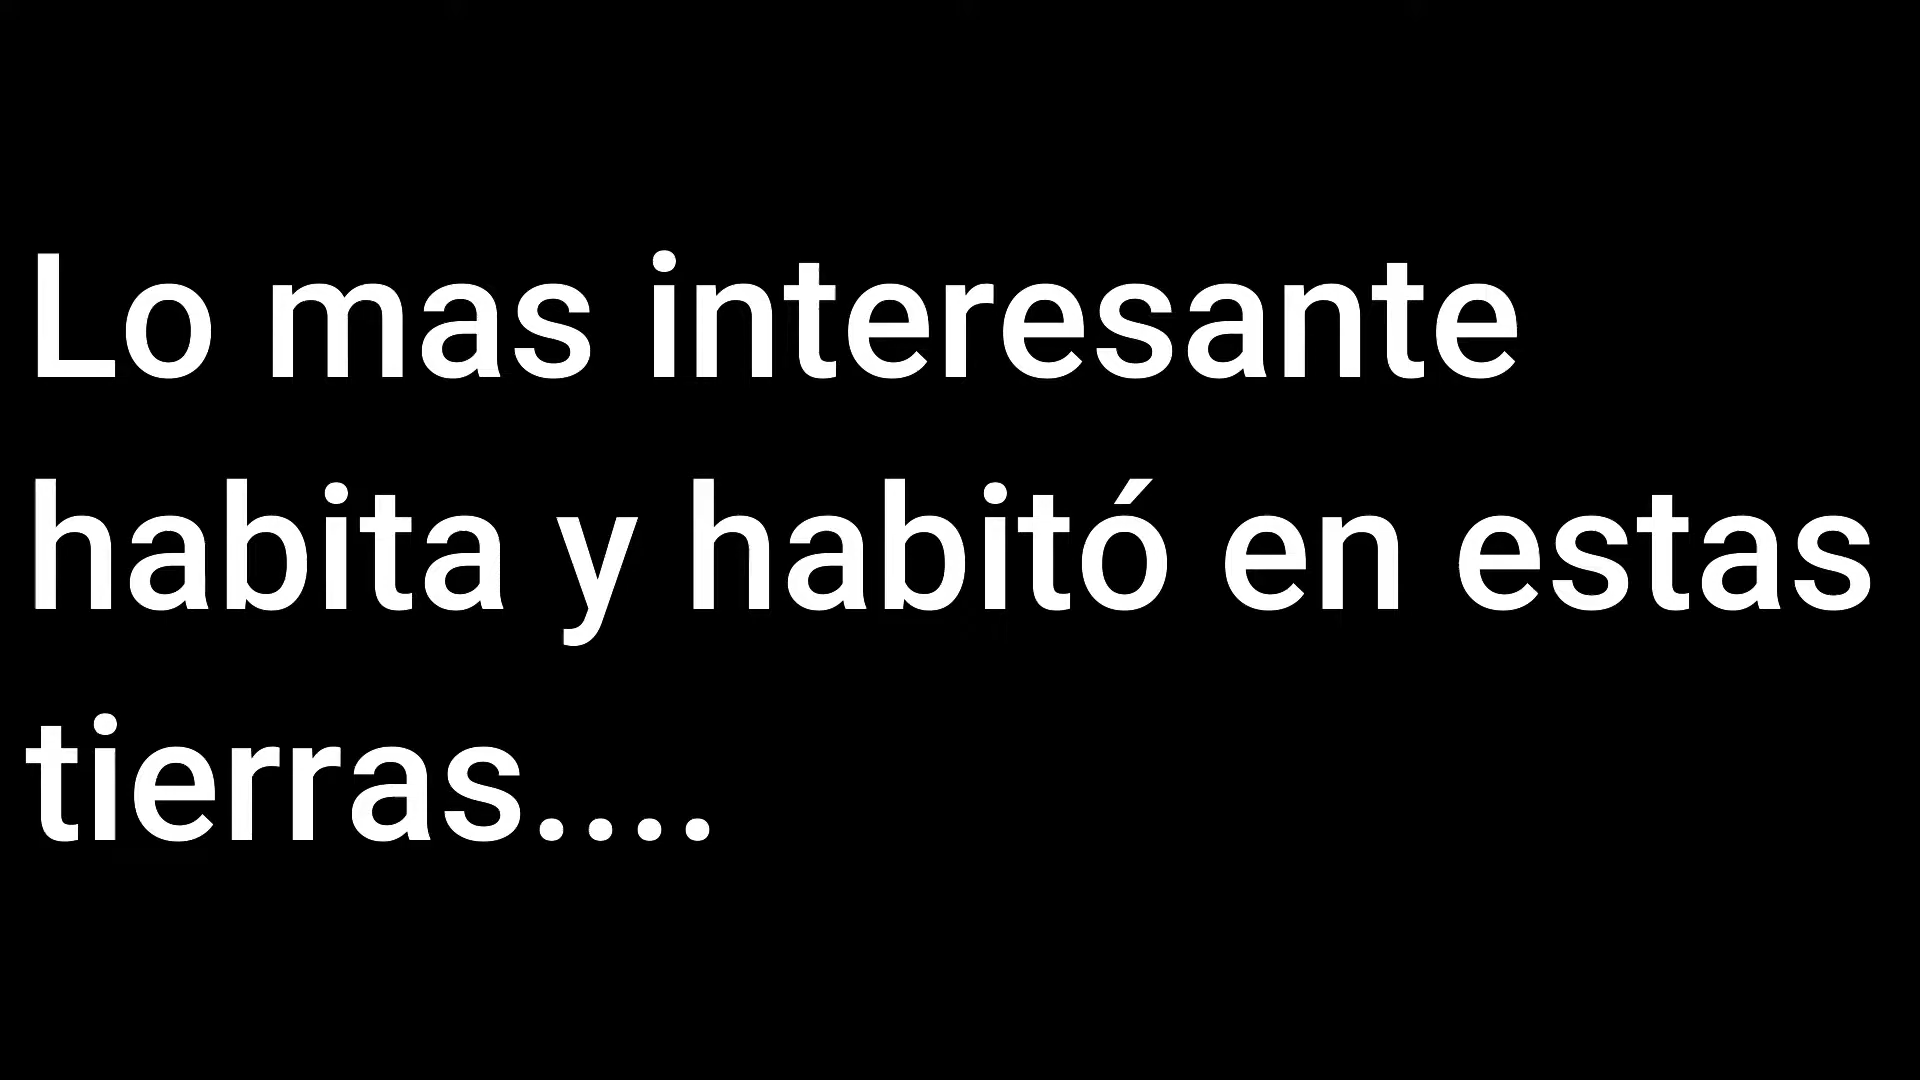 Lo mas interesante
habita y habitó en estas
tierras....